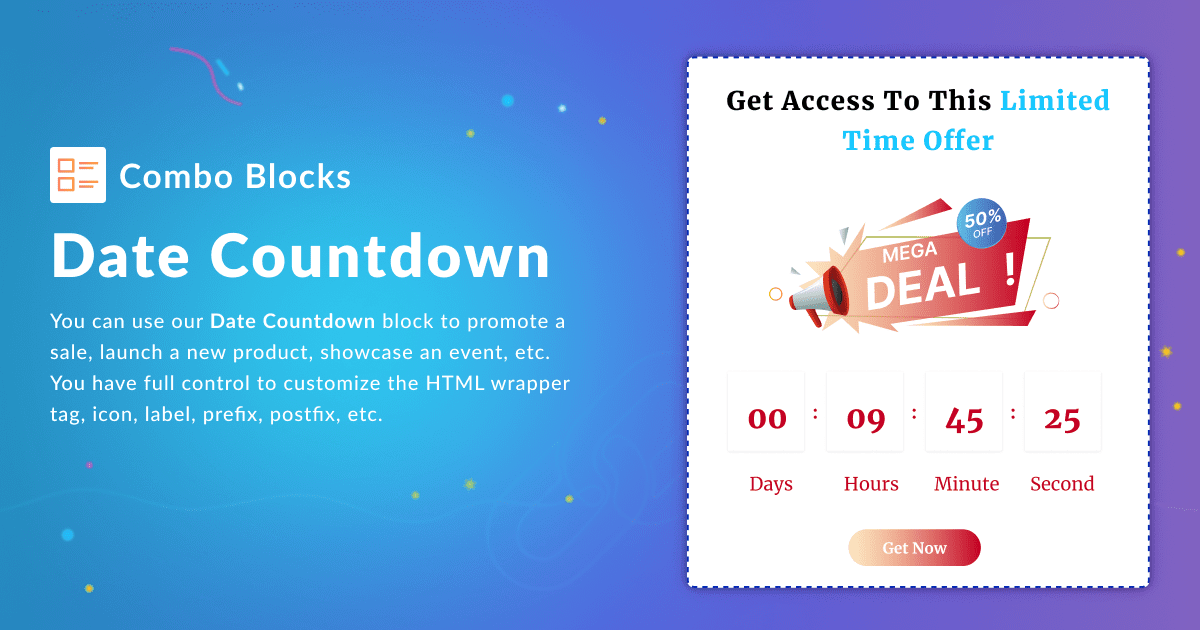 Combo Blocks
Date Countdown
You can use our Date Countdown block to promote a
sale, launch a new product, showcase an event, etc.
You have full control to customize the HTML wrapper
tag, icon, label, prefix, postfix, etc.
Get Access To This Limited
Time Offer
50%
OFF
MEGA
DEAL !
00 : 09 : 45 : 25
Days Hours Minute Second
Get Now